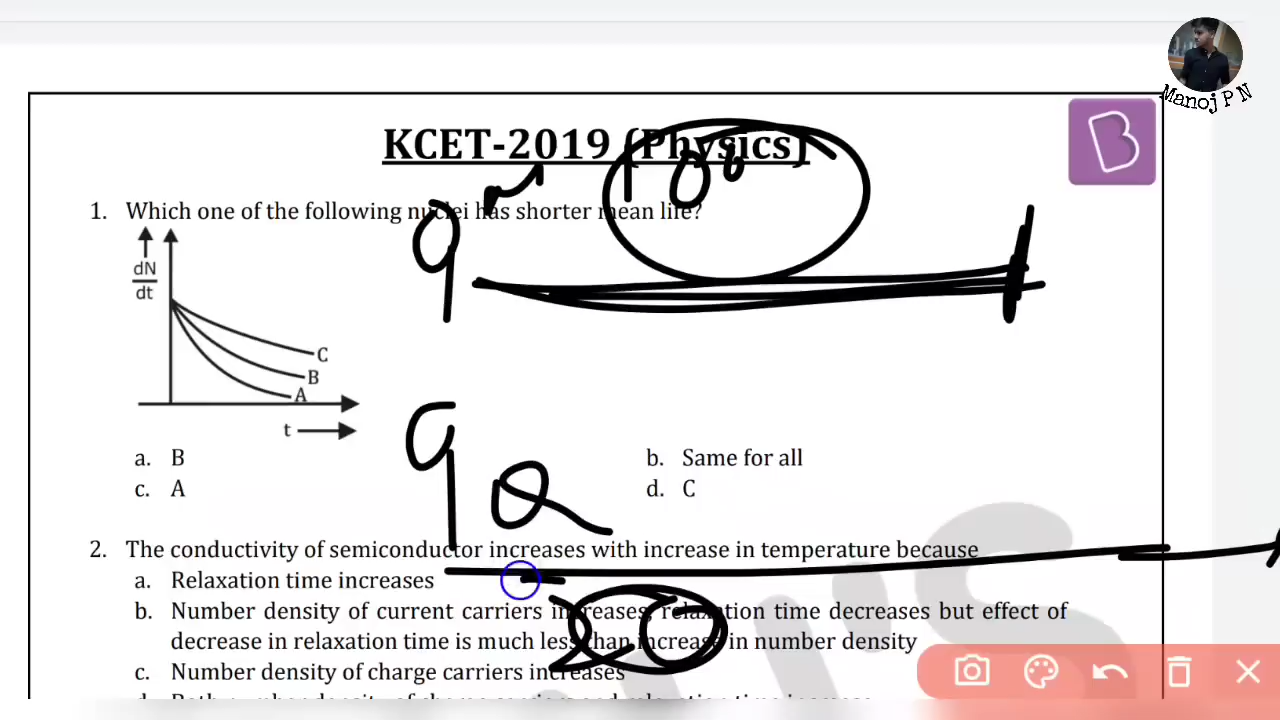 Manoj P N
B
KCET-2019 (Physics)
1. Which one of the following nuclei has shorter mean life?
dN
dt
C
B
A
t
a. B
b. Same for all
c. A
d. C
2. The conductivity of semiconductor increases with increase in temperature because
a. Relaxation time increases
b. Number density of current carriers increases, relaxation time decreases but effect of
decrease in relaxation time is much less than increase in number density
c. Number density of charge carriers increases